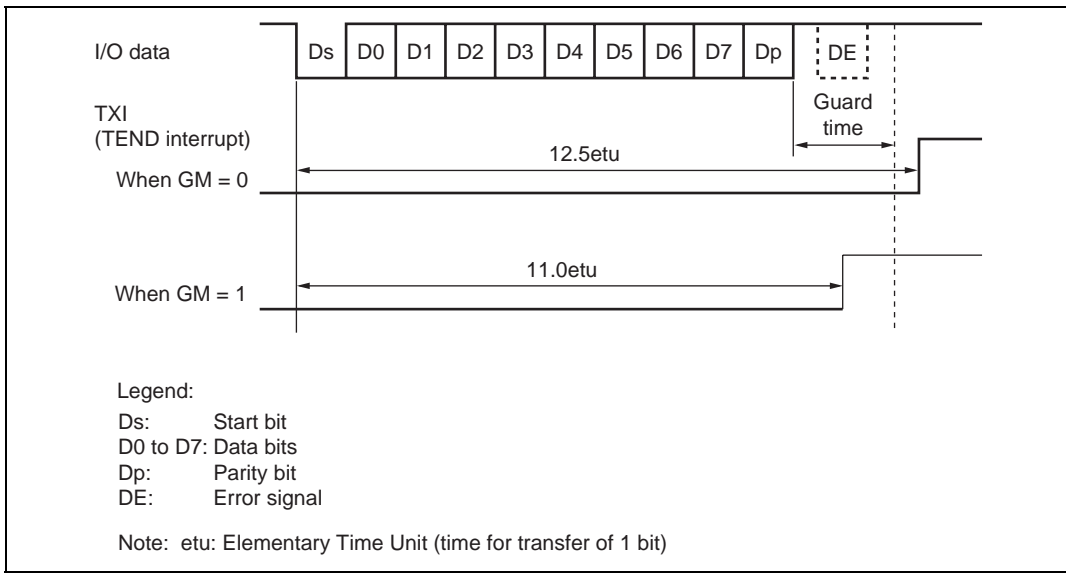 I/O data
Ds D0 D1 D2 D3 D4 D5 D6 D7 Dp DE
Guard
time
TXI
(TEND interrupt)
12.5etu
When GM = 0
11.0etu
When GM = 1
Legend:
Ds: Start bit
D0 to D7: Data bits
Dp: Parity bit
DE: Error signal
Note: etu: Elementary Time Unit (time for transfer of 1 bit)